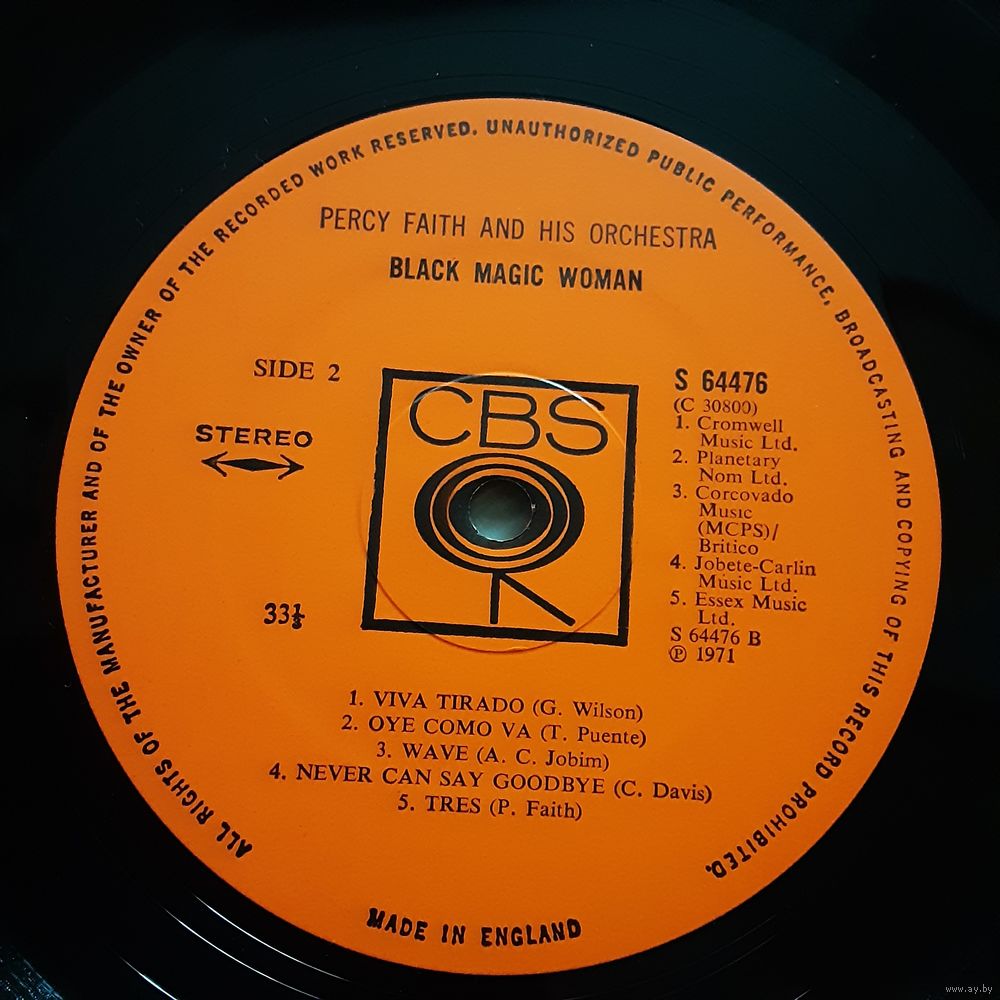 ALL RIGHTS OF THE MANUFACTURER AND OF THE OWNER OF THE RECORDED WORK RESERVED. UNAUTHORIZED PUBLIC PERFORMANCE, BROADCASTING AND COPYING OF THIS RECORD PROHIBITED.
PERCY FAITH AND HIS ORCHESTRA
BLACK MAGIC WOMAN
SIDE 2
STEREO
33⅓
CBS
S 64476
(C 30800)
1. Cromwell
Music Ltd.
2. Planetary
Nom Ltd.
3. Corcovado
Music
(MCPS)/
Britico
4. Jobete-Carlin
Music Ltd.
5. Essex Music
Ltd.
S 64476 B
℗ 1971
1. VIVA TIRADO (G. Wilson)
2. OYE COMO VA (T. Puente)
3. WAVE (A. C. Jobim)
4. NEVER CAN SAY GOODBYE (C. Davis)
5. TRES (P. Faith)
MADE IN ENGLAND
www.ay.by